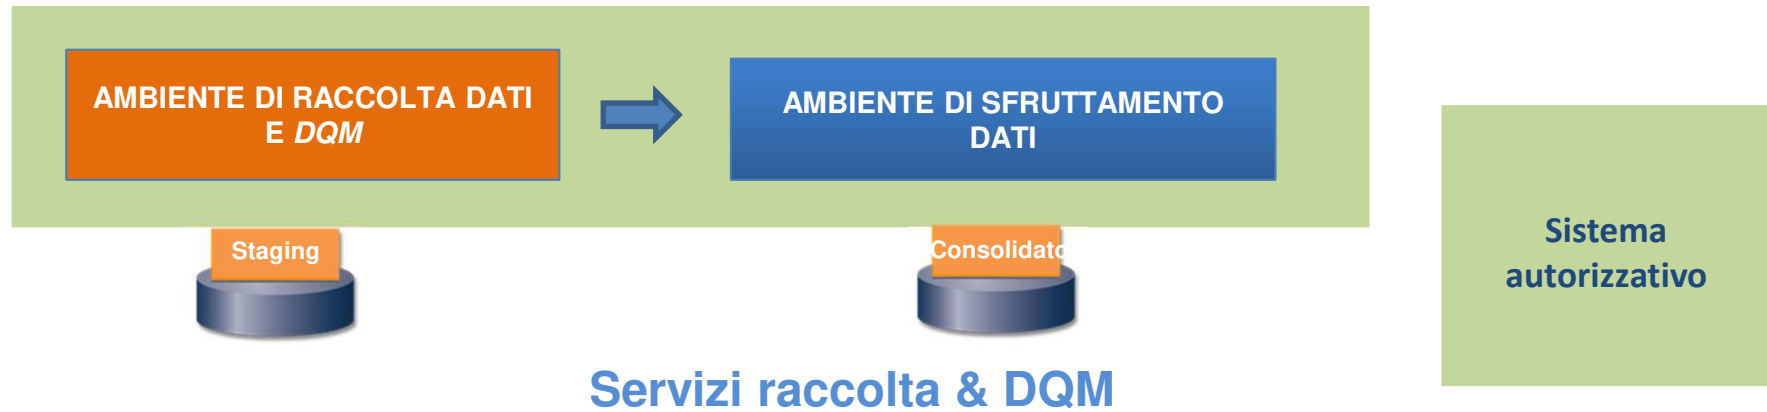 AMBIENTE DI RACCOLTA DATI
E DQM
AMBIENTE DI SFRUTTAMENTO
DATI
Staging
Consolidato
Sistema
autorizzativo
Servizi raccolta & DQM